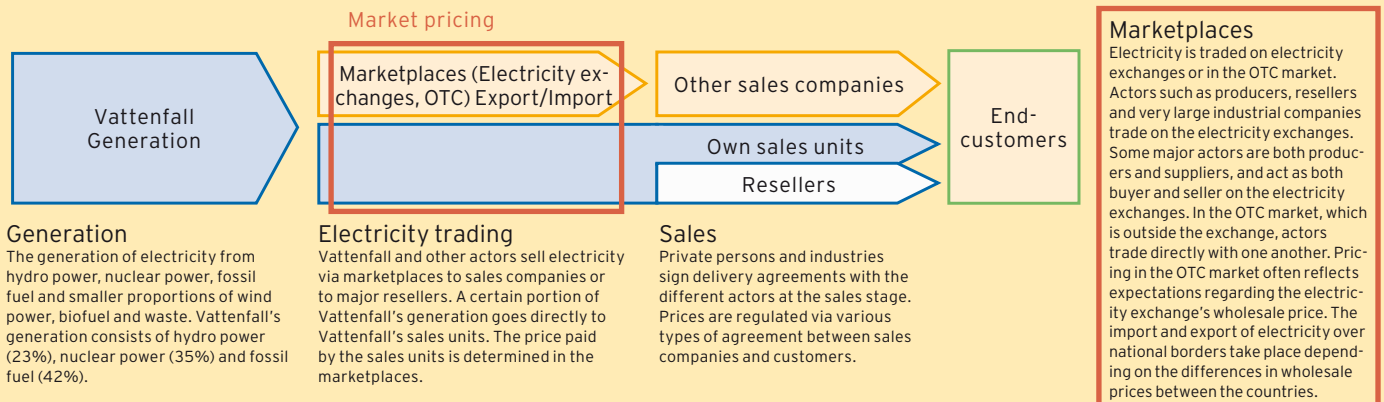 Market pricing
Vattenfall
Generation
Marketplaces (Electricity ex-
changes, OTC) Export/Import
Other sales companies
Own sales units
Resellers
End-
customers
Generation
The generation of electricity from
hydro power, nuclear power, fossil
fuel and smaller proportions of wind
power, biofuel and waste. Vattenfall's
generation consists of hydro power
(23%), nuclear power (35%) and fossil
fuel (42%).
Electricity trading
Vattenfall and other actors sell electricity
via marketplaces to sales companies or
to major resellers. A certain portion of
Vattenfall's generation goes directly to
Vattenfall's sales units. The price paid
by the sales units is determined in the
marketplaces.
Sales
Private persons and industries
sign delivery agreements with the
different actors at the sales stage.
Prices are regulated via various
types of agreement between sales
companies and customers.
Marketplaces
Electricity is traded on electricity
exchanges or in the OTC market.
Actors such as producers, resellers
and very large industrial companies
trade on the electricity exchanges.
Some major actors are both produc-
ers and suppliers, and act as both
buyer and seller on the electricity
exchanges. In the OTC market, which
is outside the exchange, actors
trade directly with one another. Pric-
ing in the OTC market often reflects
expectations regarding the electric-
ity exchange's wholesale price. The
import and export of electricity over
national borders take place depend-
ing on the differences in wholesale
prices between the countries.